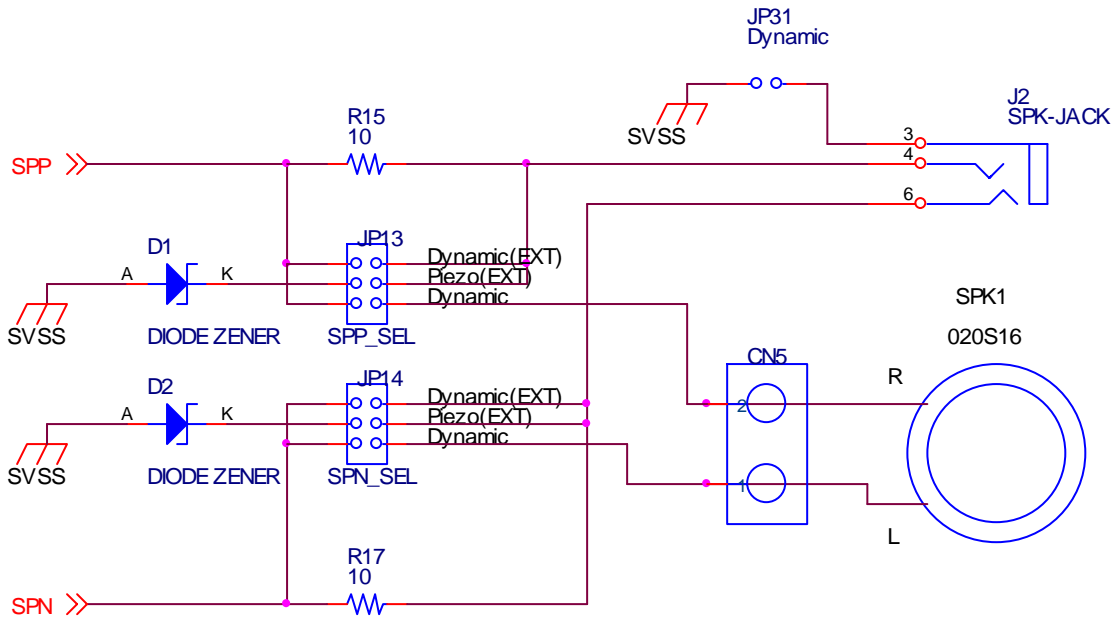 JP31
Dynamic
J2
SPK-JACK
SVSS
R15
10
3
4
SPP
6
JP13
D1
Dynamic(EXT)
A
K
Piezo(EXT)
Dynamic
SPK1
SVSS
DIODE ZENER
SPP_SEL
020S16
CN5
JP14
D2
R
Dynamic(EXT)
2
A
K
Piezo(EXT)
Dynamic
SVSS
DIODE ZENER
SPN_SEL
1
L
R17
10
SPN